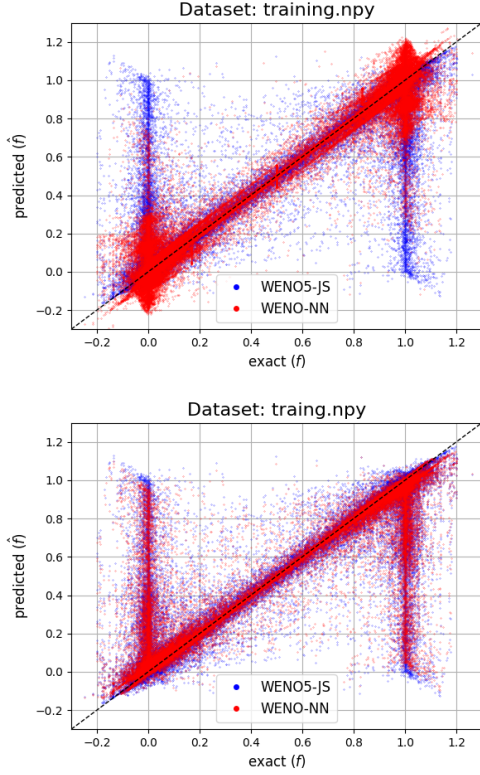 Dataset: training.npy
predicted (f̂)
1.2
1.0
0.8
0.6
0.4
0.2
0.0
−0.2
WENO5-JS
WENO-NN
−0.2 0.0 0.2 0.4 0.6 0.8 1.0 1.2
exact (f)
Dataset: traing.npy
predicted (f̂)
1.2
1.0
0.8
0.6
0.4
0.2
0.0
−0.2
WENO5-JS
WENO-NN
−0.2 0.0 0.2 0.4 0.6 0.8 1.0 1.2
exact (f)